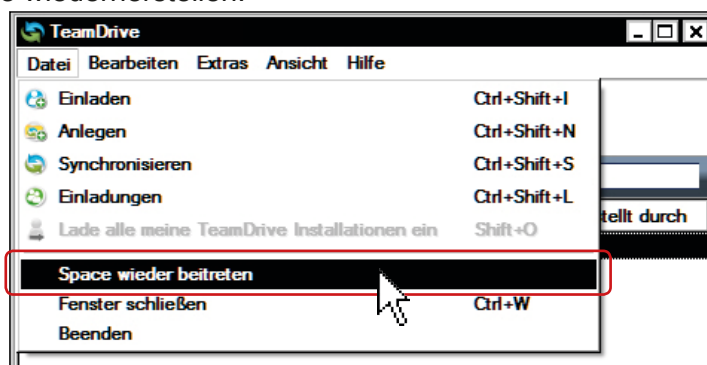 wiederherstellen.
TeamDrive
Datei Bearbeiten Extras Ansicht Hilfe
Einladen Ctrl+Shift+I
Anlegen Ctrl+Shift+N
Synchronisieren Ctrl+Shift+S
Einladungen Ctrl+Shift+L
tellt durch
Lade alle meine TeamDrive Installationen ein Shift+O
Space wieder beitreten
Fenster schließen Ctrl+W
Beenden